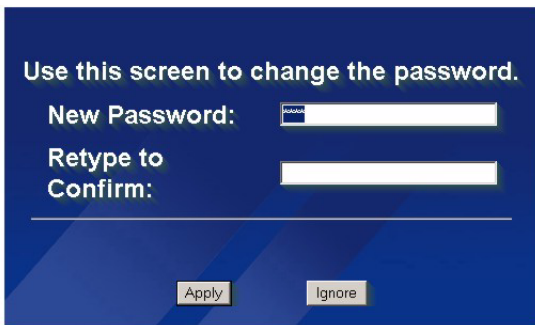 Use this screen to change the password.
New Password: ****
Retype to
Confirm:
Apply Ignore